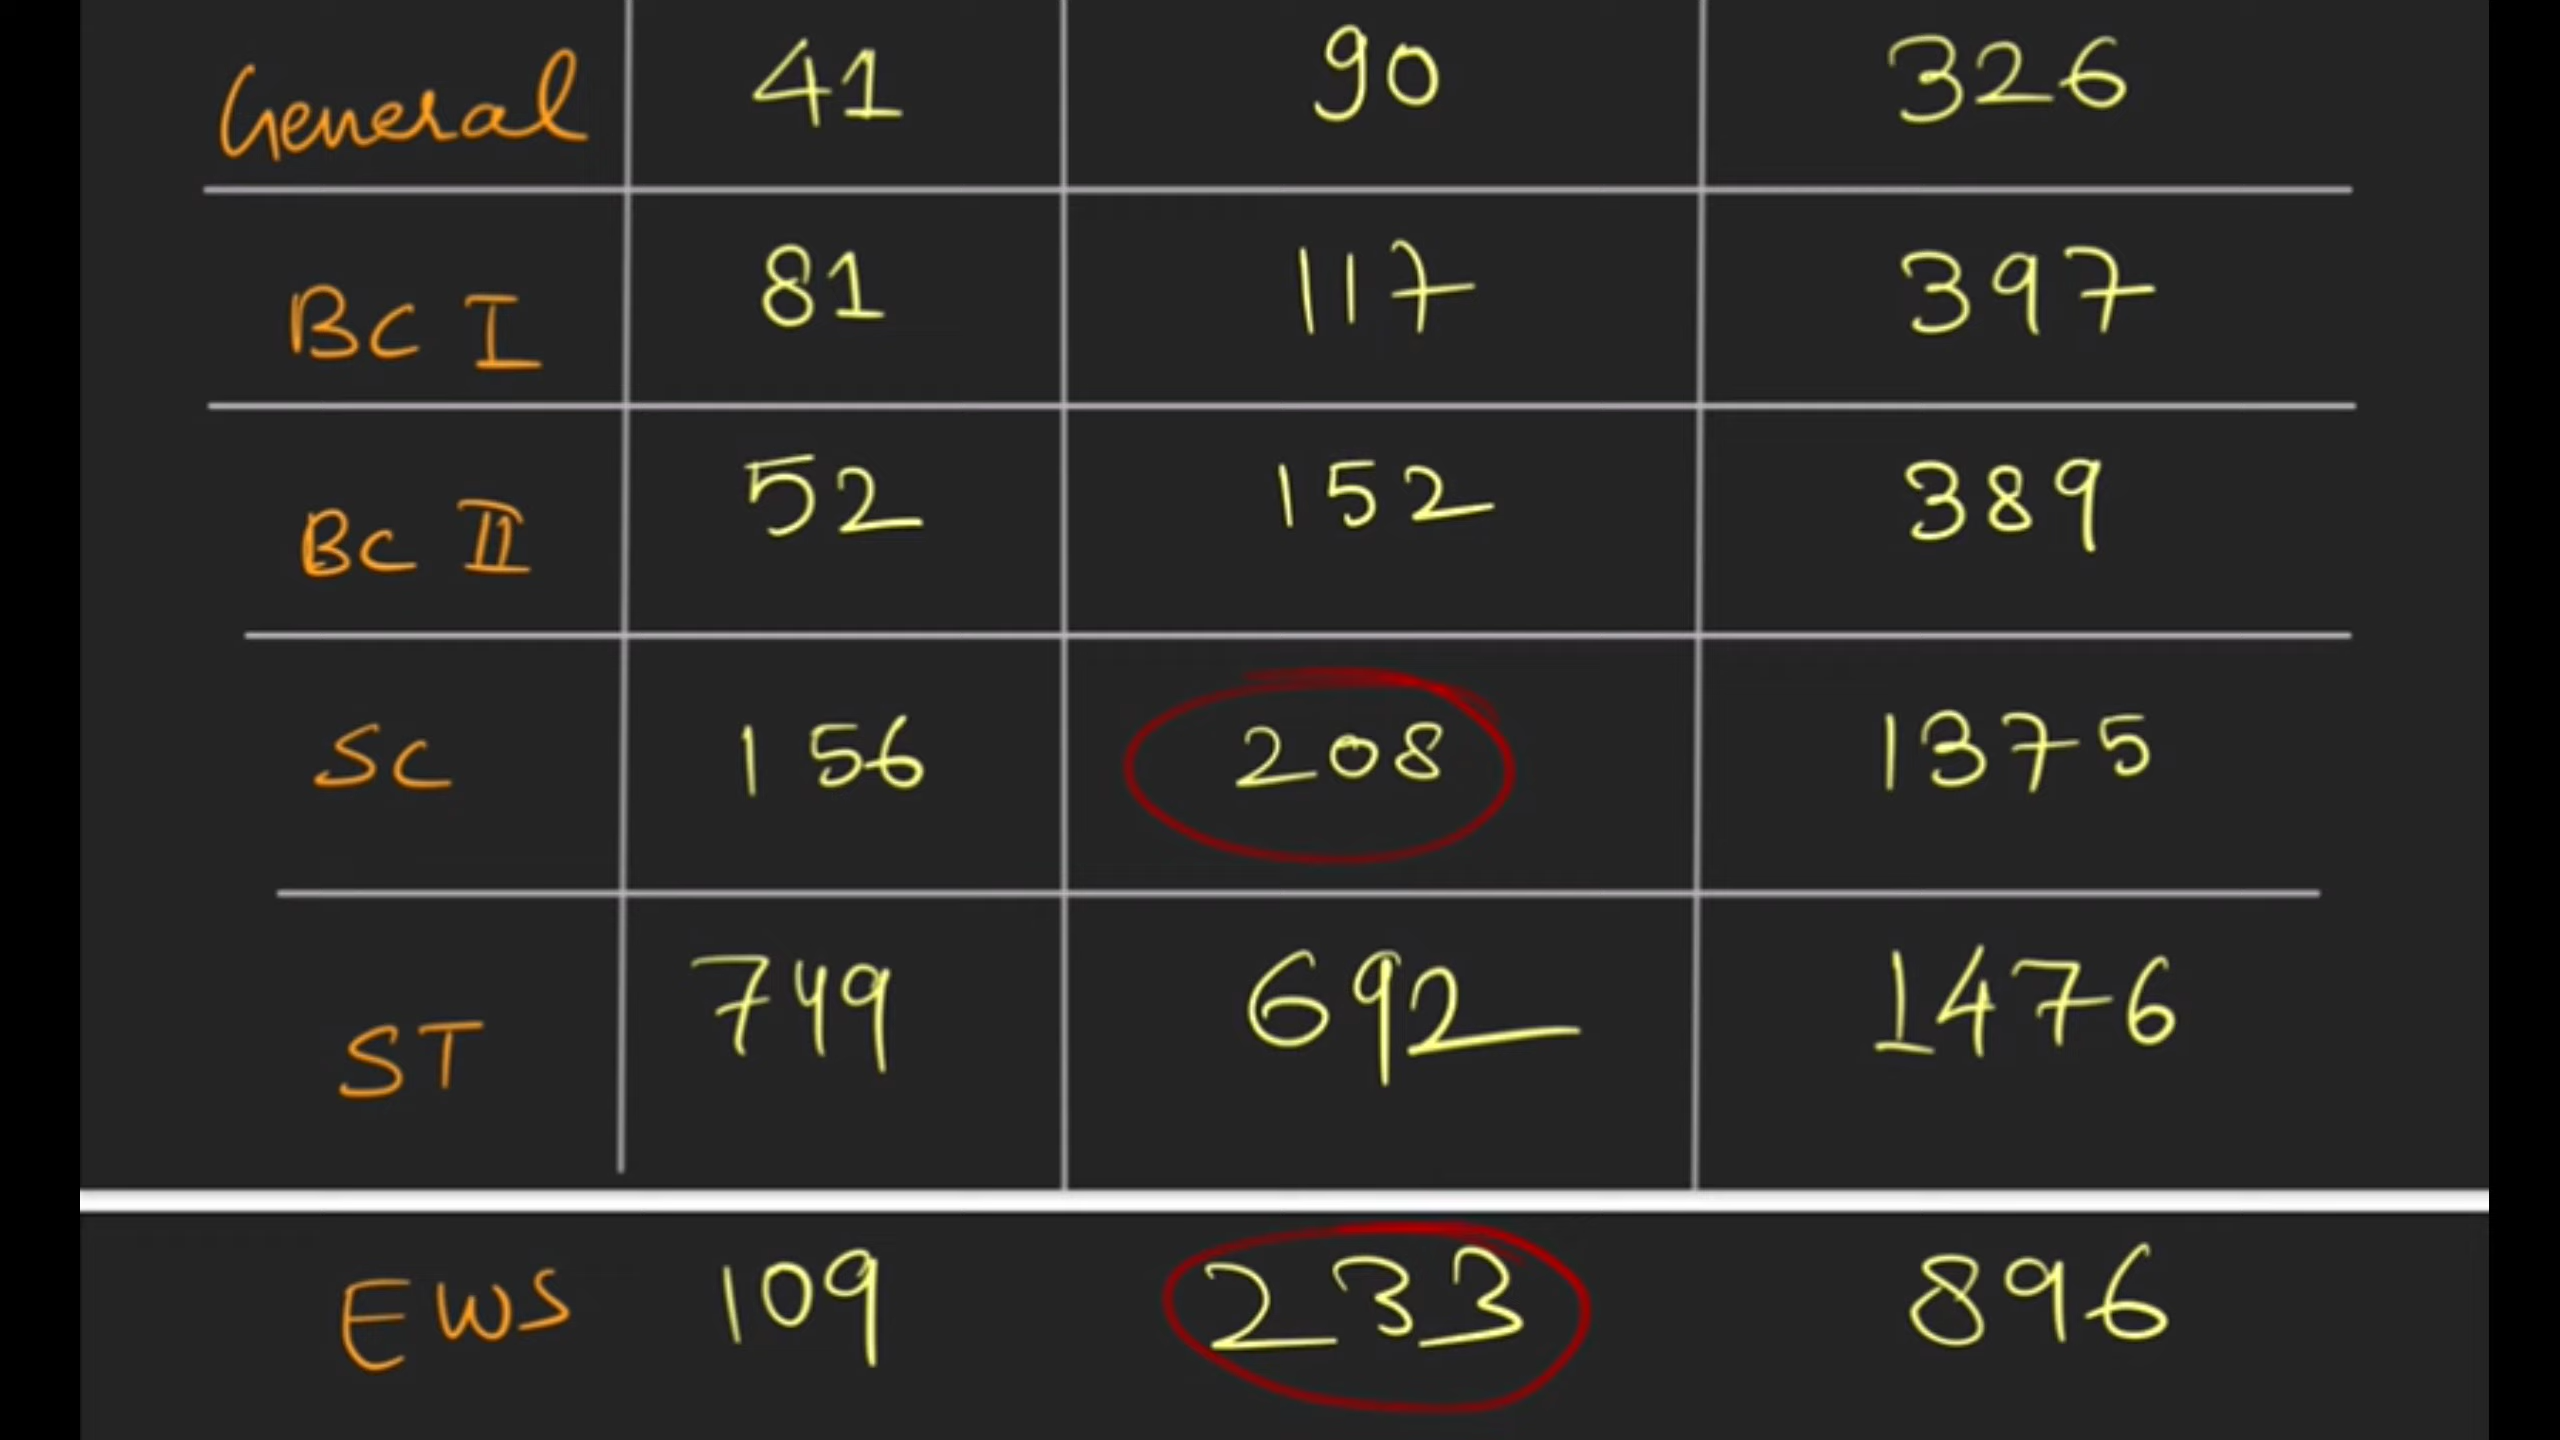 General 41 90 326
BC I 81 117 397
BC II 52 152 389
SC 156 208 1375
ST 749 692 1476
EWS 109 233 896